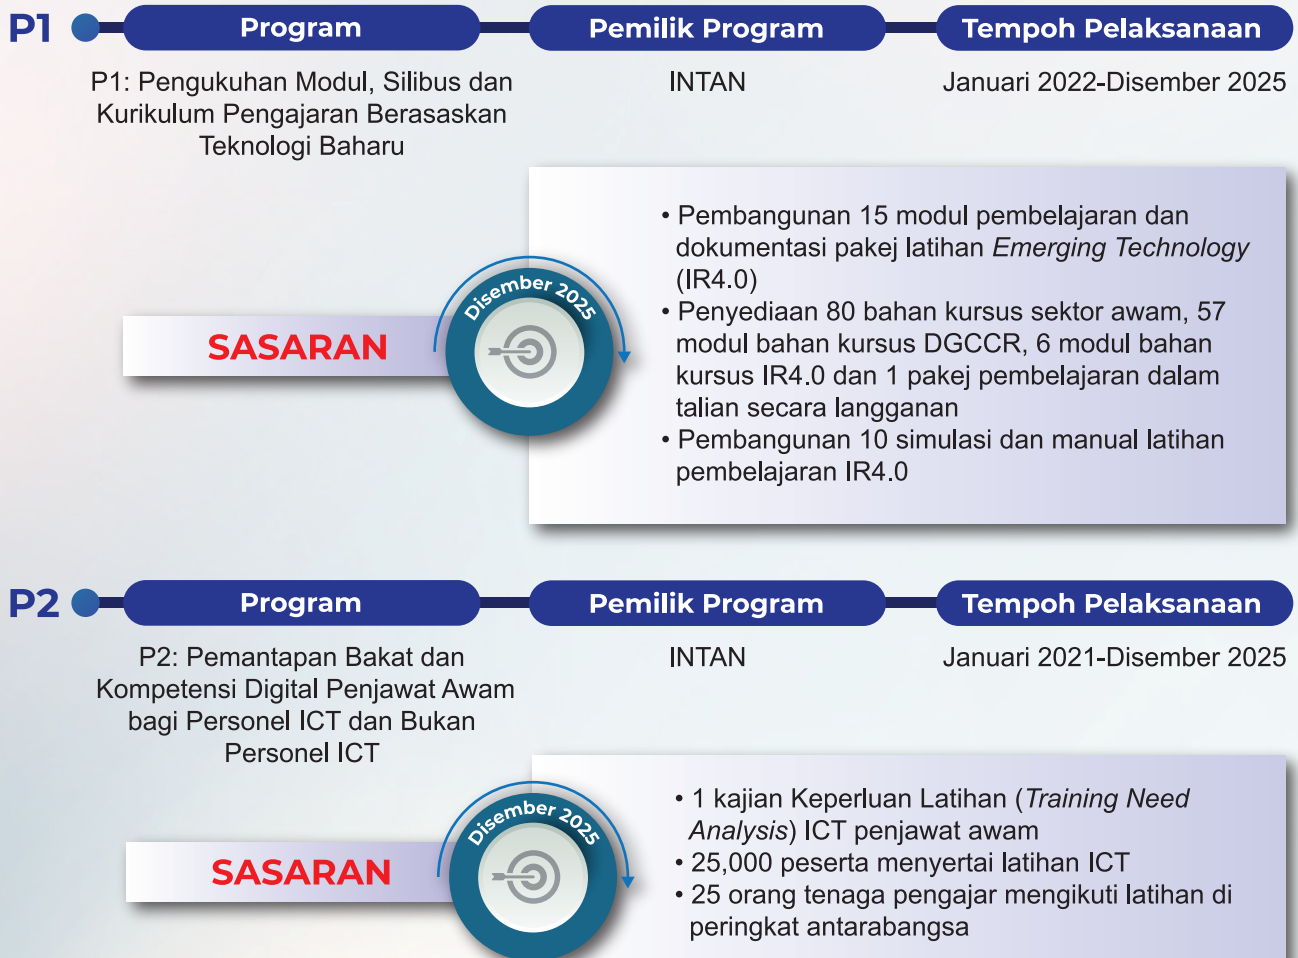 P1
Program
Pemilik Program
Tempoh Pelaksanaan
P1: Pengukuhan Modul, Silibus dan
Kurikulum Pengajaran Berasaskan
Teknologi Baharu
INTAN
Januari 2022-Disember 2025
SASARAN
Disember 2025
• Pembangunan 15 modul pembelajaran dan
dokumentasi pakej latihan Emerging Technology
(IR4.0)
• Penyediaan 80 bahan kursus sektor awam, 57
modul bahan kursus DGCCR, 6 modul bahan
kursus IR4.0 dan 1 pakej pembelajaran dalam
talian secara langganan
• Pembangunan 10 simulasi dan manual latihan
pembelajaran IR4.0
P2
Program
Pemilik Program
Tempoh Pelaksanaan
P2: Pemantapan Bakat dan
Kompetensi Digital Penjawat Awam
bagi Personel ICT dan Bukan
Personel ICT
INTAN
Januari 2021-Disember 2025
SASARAN
Disember 2025
• 1 kajian Keperluan Latihan (Training Need
Analysis) ICT penjawat awam
• 25,000 peserta menyertai latihan ICT
• 25 orang tenaga pengajar mengikuti latihan di
peringkat antarabangsa